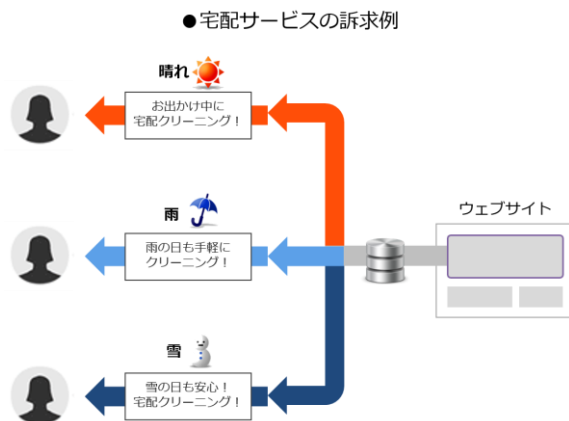 ●宅配サービスの訴求例
晴れ
お出かけ中に
宅配クリーニング！
雨
雨の日も手軽に
クリーニング！
ウェブサイト
雪
雪の日も安心！
宅配クリーニング！